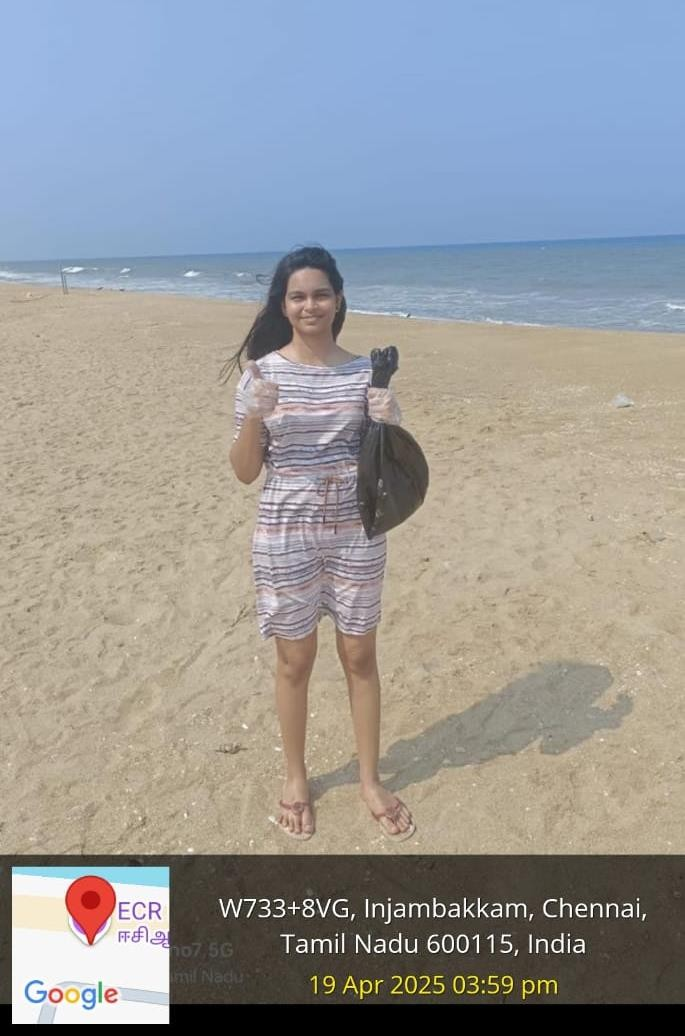 ECR
W733+8VG, Injambakkam, Chennai,
Tamil Nadu 600115, India
19 Apr 2025 03:59 pm
Google